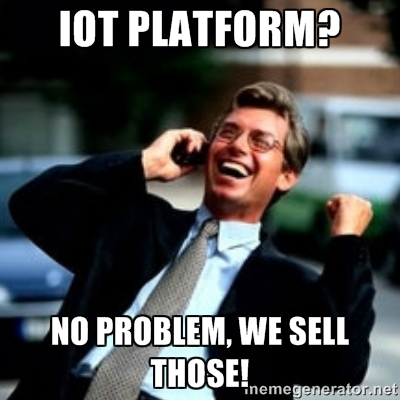 IOT PLATFORM?
NO PROBLEM, WE SELL
THOSE!
memegenerator.net